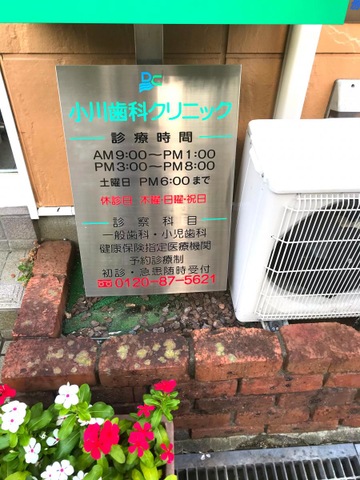 DG
小川歯科クリニック
診療時間
AM9:00〜PM1:00
PM3:00〜PM8:00
土曜日 PM6:00まで
休診日 木曜·日曜·祝日
診察科目
一般歯科・小児歯科
健康保険指定医療機関
予約診療制
初診・急患随時受付
0120-87-5621